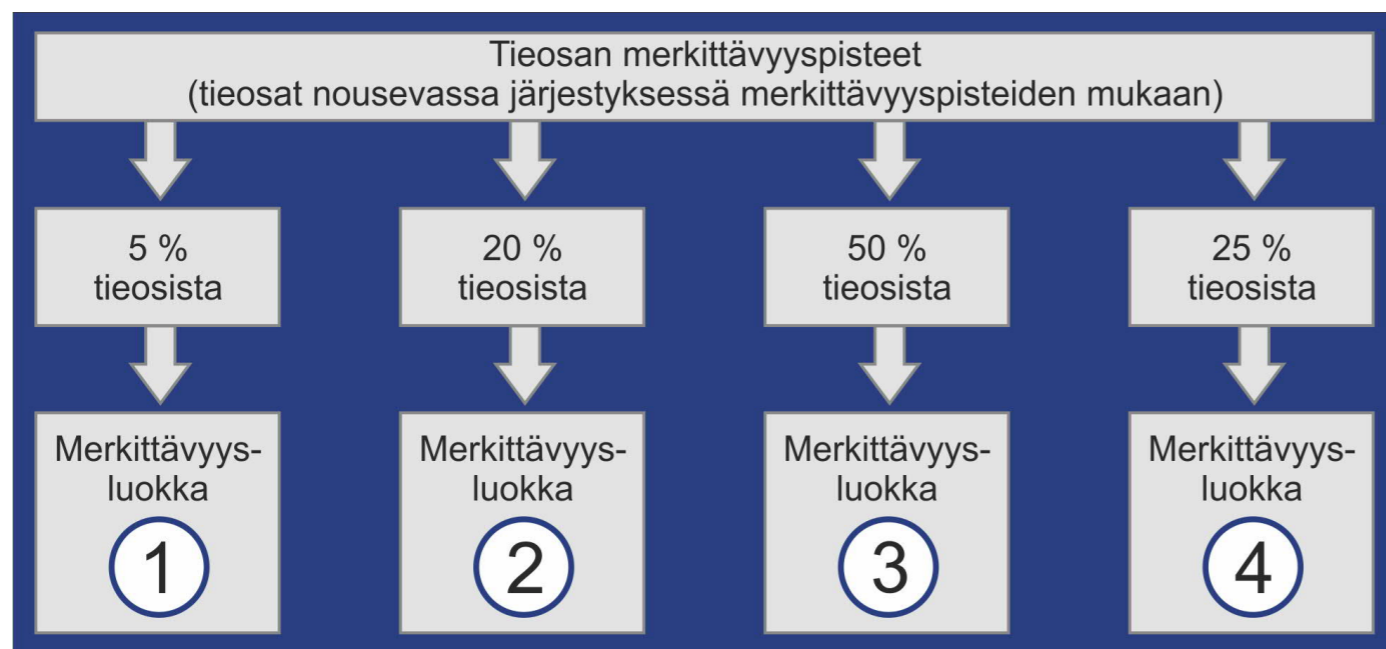 Tieosan merkittävyyspisteet
(tieosat nousevassa järjestyksessä merkittävyyspisteiden mukaan)
5 %
tieosista
20 %
tieosista
50 %
tieosista
25 %
tieosista
Merkittävyys-
luokka
1
Merkittävyys-
luokka
2
Merkittävyys-
luokka
3
Merkittävyys-
luokka
4